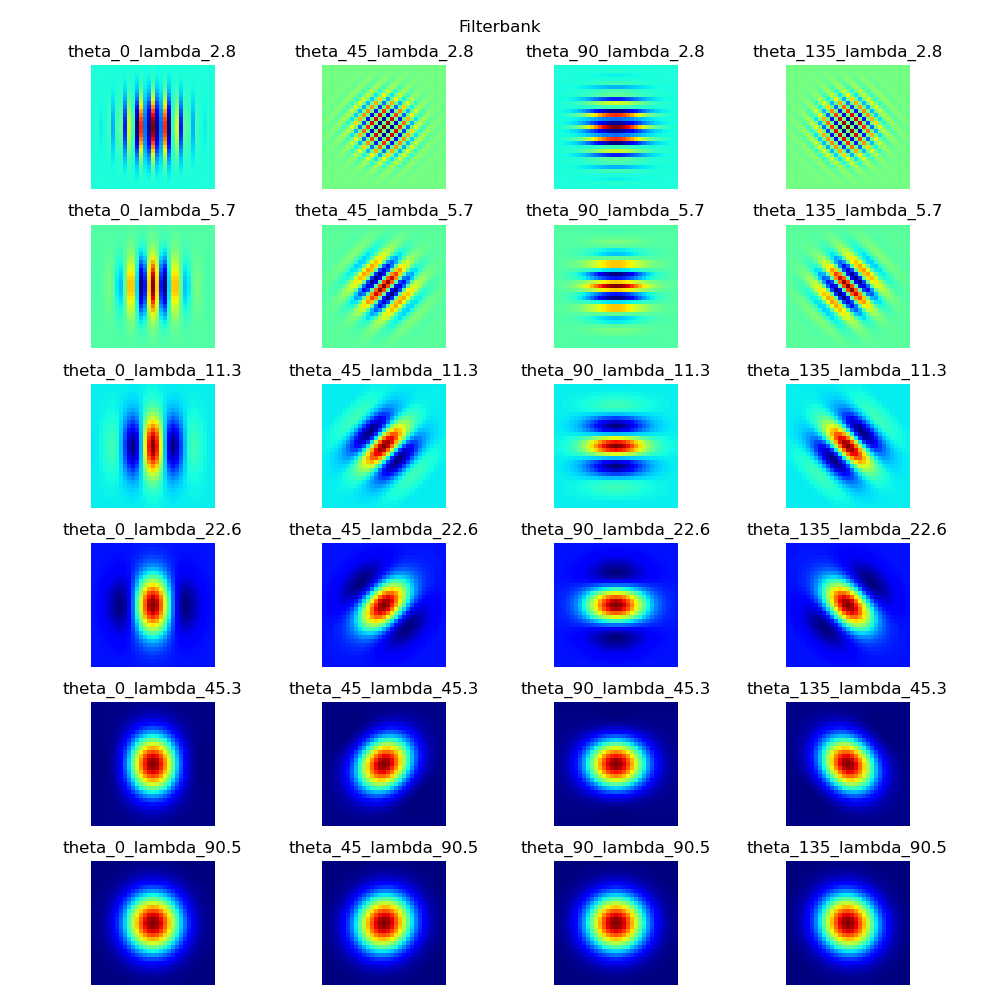 Filterbank
theta_0_lambda_2.8
theta_45_lambda_2.8
theta_90_lambda_2.8
theta_135_lambda_2.8
theta_0_lambda_5.7
theta_45_lambda_5.7
theta_90_lambda_5.7
theta_135_lambda_5.7
theta_0_lambda_11.3
theta_45_lambda_11.3
theta_90_lambda_11.3
theta_135_lambda_11.3
theta_0_lambda_22.6
theta_45_lambda_22.6
theta_90_lambda_22.6
theta_135_lambda_22.6
theta_0_lambda_45.3
theta_45_lambda_45.3
theta_90_lambda_45.3
theta_135_lambda_45.3
theta_0_lambda_90.5
theta_45_lambda_90.5
theta_90_lambda_90.5
theta_135_lambda_90.5